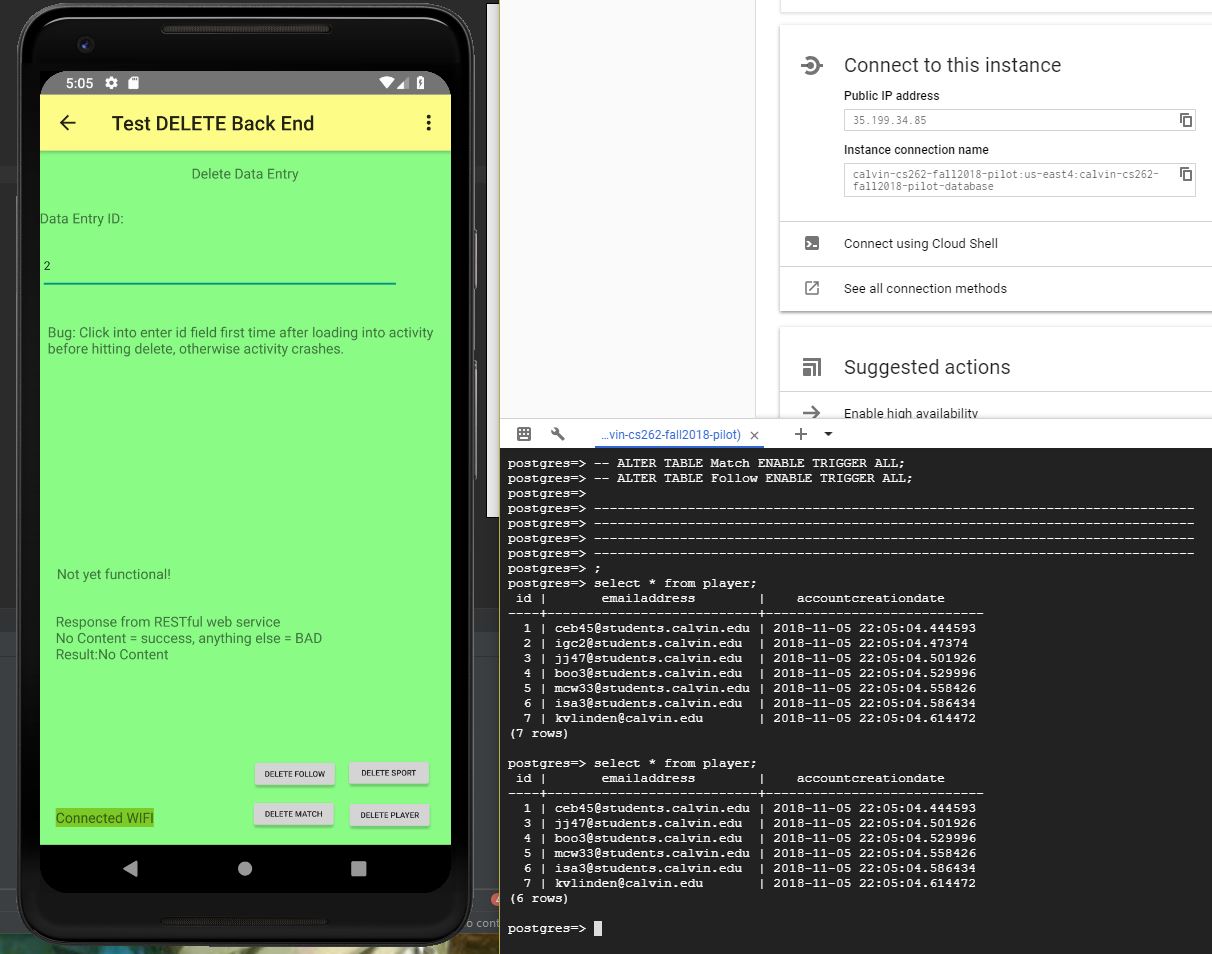 5:05
Test DELETE Back End
Delete Data Entry
Data Entry ID:
2
Bug: Click into enter id field first time after loading into activity
before hitting delete, otherwise activity crashes.
Not yet functional!
Response from RESTful web service
No Content = success, anything else = BAD
Result:No Content
DELETE FOLLOW
DELETE SPORT
DELETE MATCH
DELETE PLAYER
Connected WIFI
o cont
Connect to this instance
Public IP address
35.199.34.85
Instance connection name
calvin-cs262-fall2018-pilot:us-east4:calvin-cs262-
fall2018-pilot-database
Connect using Cloud Shell
See all connection methods
Suggested actions
Enable high availability
...vin-cs262-fall2018-pilot)
postgres=> -- ALTER TABLE Match ENABLE TRIGGER ALL;
postgres=> -- ALTER TABLE Follow ENABLE TRIGGER ALL;
postgres=>
postgres=> -----------------------------------------------------------------------------
postgres=> -----------------------------------------------------------------------------
postgres=> -----------------------------------------------------------------------------
postgres=> -----------------------------------------------------------------------------
postgres=> ;
postgres=> select * from player;
id | emailaddress | accountcreationdate
----+---------------------------+----------------------------
1 | ceb45@students.calvin.edu | 2018-11-05 22:05:04.444593
2 | igc2@students.calvin.edu | 2018-11-05 22:05:04.47374
3 | jj47@students.calvin.edu | 2018-11-05 22:05:04.501926
4 | boo3@students.calvin.edu | 2018-11-05 22:05:04.529996
5 | mcw33@students.calvin.edu | 2018-11-05 22:05:04.558426
6 | isa3@students.calvin.edu | 2018-11-05 22:05:04.586434
7 | kvlinden@calvin.edu | 2018-11-05 22:05:04.614472
(7 rows)
postgres=> select * from player;
id | emailaddress | accountcreationdate
----+---------------------------+----------------------------
1 | ceb45@students.calvin.edu | 2018-11-05 22:05:04.444593
3 | jj47@students.calvin.edu | 2018-11-05 22:05:04.501926
4 | boo3@students.calvin.edu | 2018-11-05 22:05:04.529996
5 | mcw33@students.calvin.edu | 2018-11-05 22:05:04.558426
6 | isa3@students.calvin.edu | 2018-11-05 22:05:04.586434
7 | kvlinden@calvin.edu | 2018-11-05 22:05:04.614472
(6 rows)
postgres=>